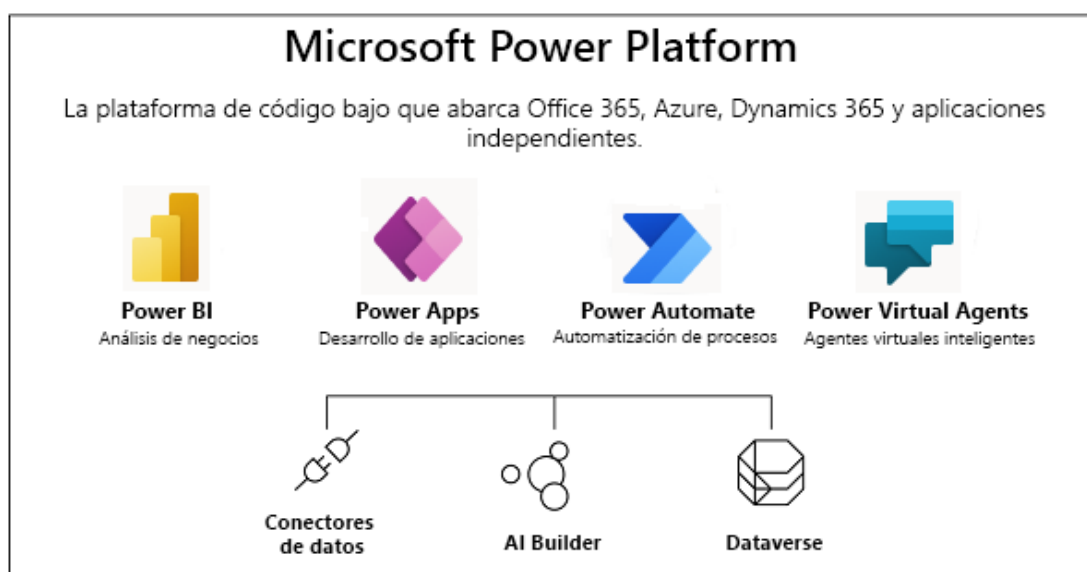 Microsoft Power Platform
La plataforma de código bajo que abarca Office 365, Azure, Dynamics 365 y aplicaciones
independientes.
Power BI
Análisis de negocios
Power Apps
Desarrollo de aplicaciones
Power Automate
Automatización de procesos
Power Virtual Agents
Agentes virtuales inteligentes
Conectores
de datos
AI Builder
Dataverse